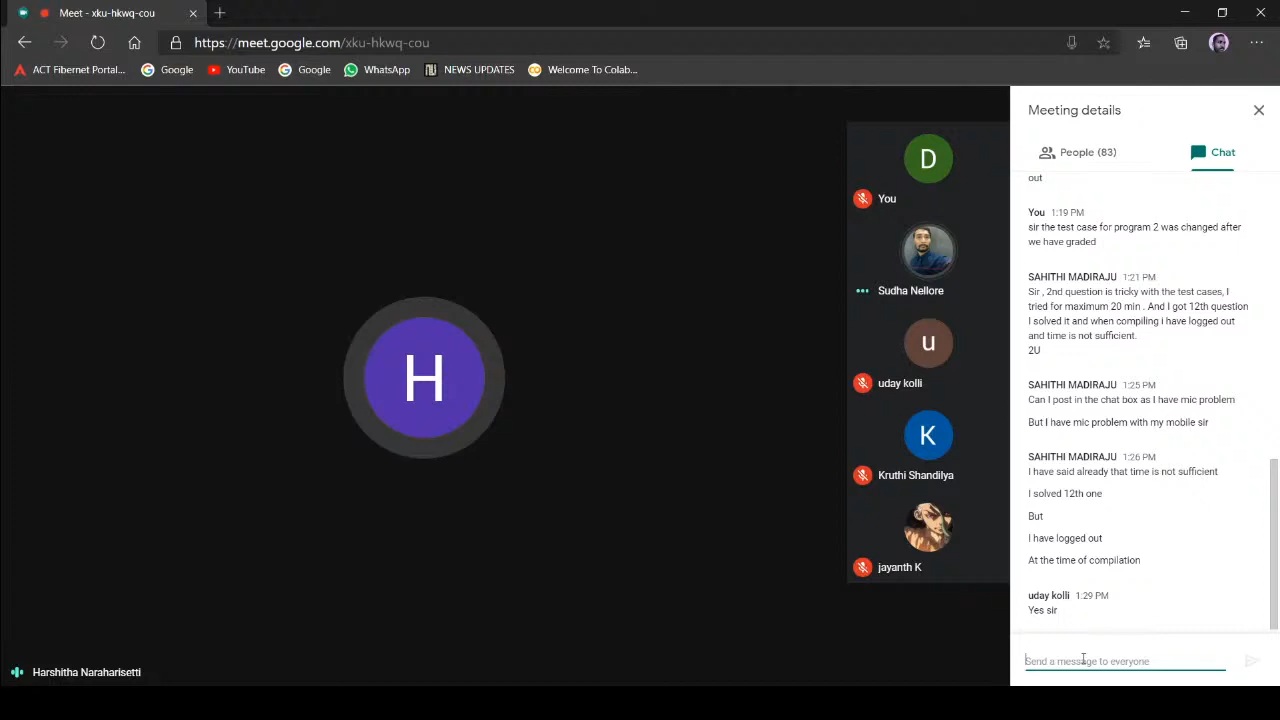 Meet - xku-hkwq-cou
https://meet.google.com/xku-hkwq-cou
ACT Fibernet Portal... Google YouTube Google WhatsApp NEWS UPDATES Welcome To Colab...
Meeting details
People (83) Chat
out
You 1:19 PM
sir the test case for program 2 was changed after
we have graded
SAHITHI MADIRAJU 1:21 PM
Sir , 2nd question is tricky with the test cases, I
tried for maximum 20 min . And I got 12th question
I solved it and when compiling i have logged out
and time is not sufficient.
2U
SAHITHI MADIRAJU 1:25 PM
Can I post in the chat box as I have mic problem
But I have mic problem with my mobile sir
SAHITHI MADIRAJU 1:26 PM
I have said already that time is not sufficient
I solved 12th one
But
I have logged out
At the time of compilation
uday kolli 1:29 PM
Yes sir
Send a message to everyone
D
You
Sudha Nellore
u
uday kolli
K
Kruthi Shandilya
jayanth K
H
Harshitha Naraharisetti